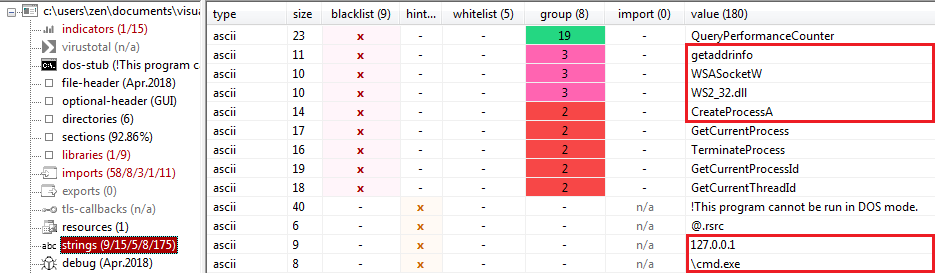 c:\users\zen\documents\visua
indicators (1/15)
virustotal (n/a)
dos-stub (!This program c
file-header (Apr.2018)
optional-header (GUI)
directories (6)
sections (92.86%)
libraries (1/9)
imports (58/8/3/1/11)
exports (0)
tls-callbacks (n/a)
resources (1)
abc strings (9/15/5/8/175)
debug (Apr.2018)
type size blacklist (9) hint... whitelist (5) group (8) import (0) value (180)
ascii 23 x - - 19 - QueryPerformanceCounter
ascii 11 x - - 3 - getaddrinfo
ascii 10 x - - 3 - WSASocketW
ascii 10 x - - 3 - WS2_32.dll
ascii 14 x - - 2 - CreateProcessA
ascii 17 x - - 2 - GetCurrentProcess
ascii 16 x - - 2 - TerminateProcess
ascii 19 x - - 2 - GetCurrentProcessId
ascii 18 x - - 2 - GetCurrentThreadId
ascii 40 - x - - n/a !This program cannot be run in DOS mode.
ascii 6 - x - - n/a @.rsrc
ascii 9 - x - - n/a 127.0.0.1
ascii 8 - x - - n/a \cmd.exe